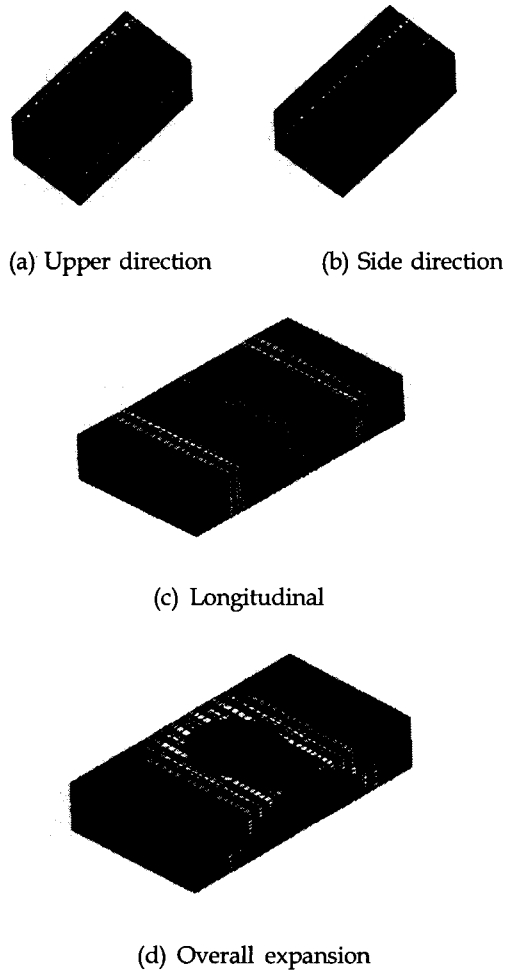 (a) Upper direction
(b) Side direction
(c) Longitudinal
(d) Overall expansion